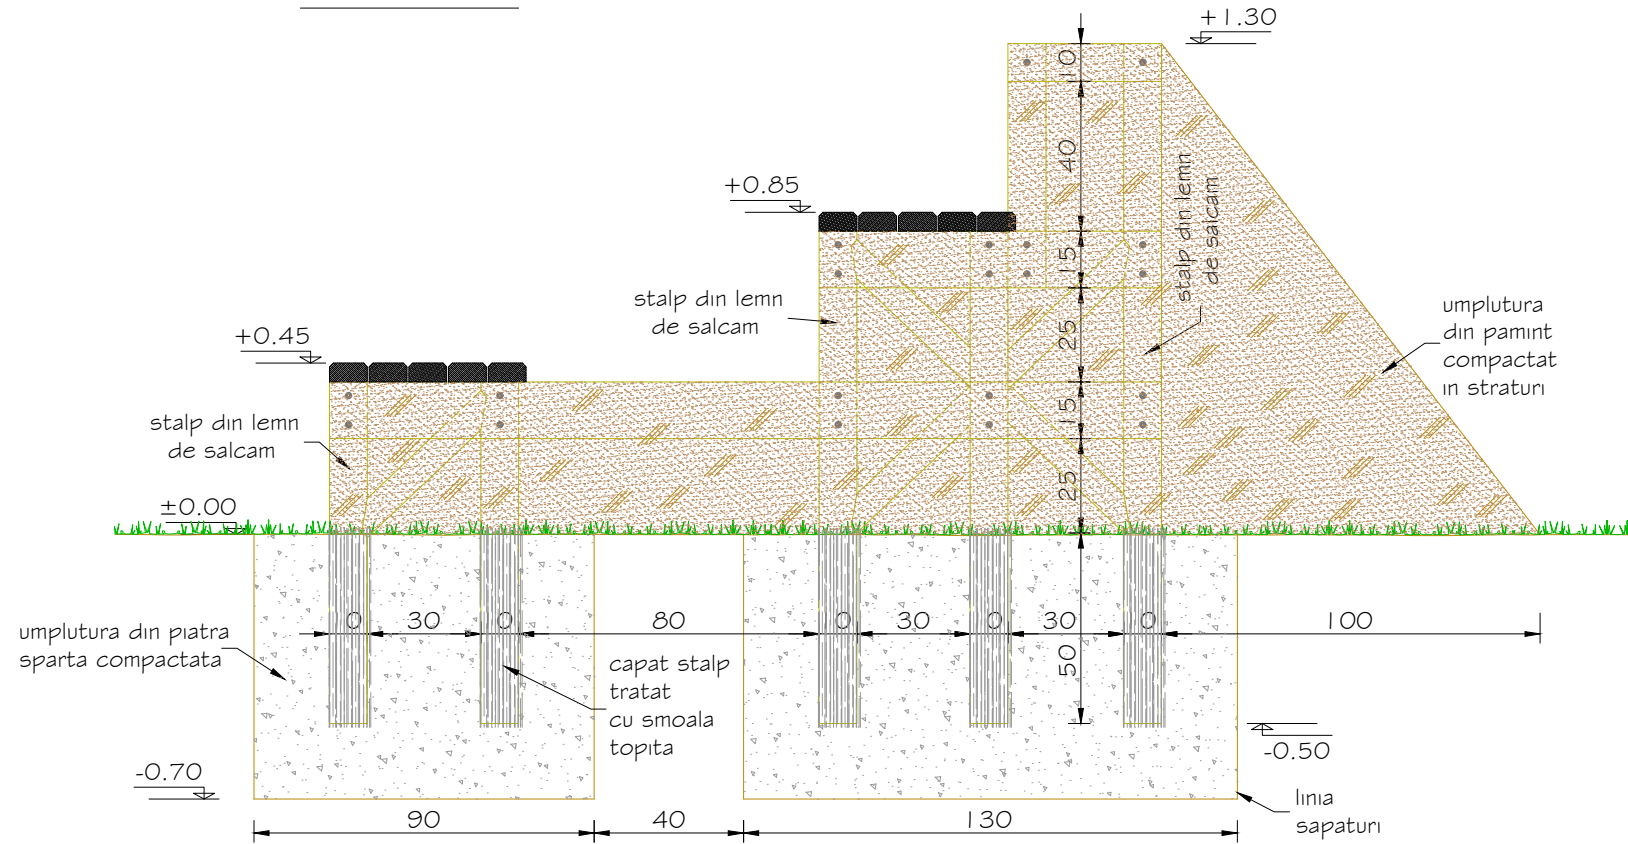 +1.30
10
40
+0.85
15
stalp din lemn
de salcam
stalp din lemn
de salcam
25
umplutura
din pamint
compactat
in straturi
+0.45
15
stalp din lemn
de salcam
25
±0.00
0
30
0
80
0
30
0
30
0
100
umplutura din piatra
sparta compactata
50
capat stalp
tratat
cu smoala
topita
-0.50
-0.70
linia
sapaturi
90
40
130